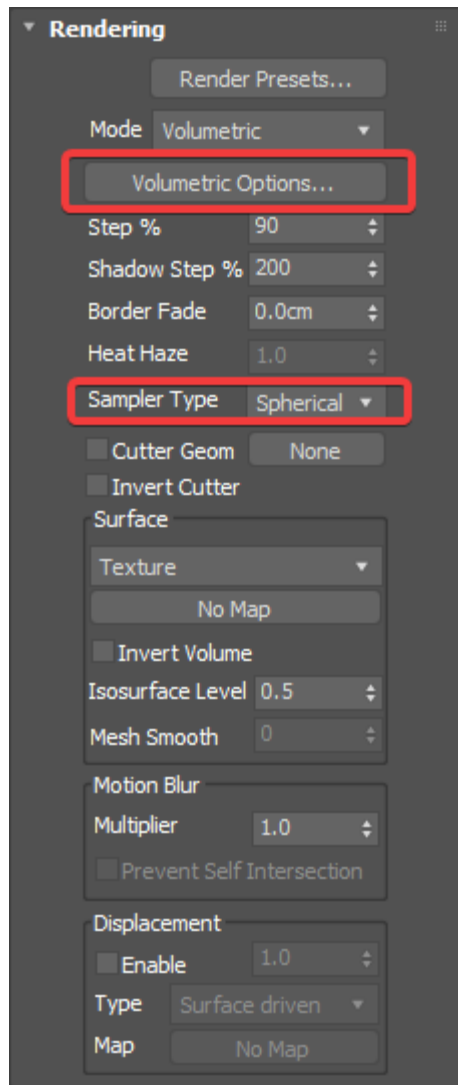 Rendering
Render Presets...
Mode Volumetric
Volumetric Options...
Step % 90
Shadow Step % 200
Border Fade 0.0cm
Heat Haze 1.0
Sampler Type Spherical
Cutter Geom None
Invert Cutter
Surface
Texture
No Map
Invert Volume
Isosurface Level 0.5
Mesh Smooth 0
Motion Blur
Multiplier 1.0
Prevent Self Intersection
Displacement
Enable 1.0
Type Surface driven
Map No Map